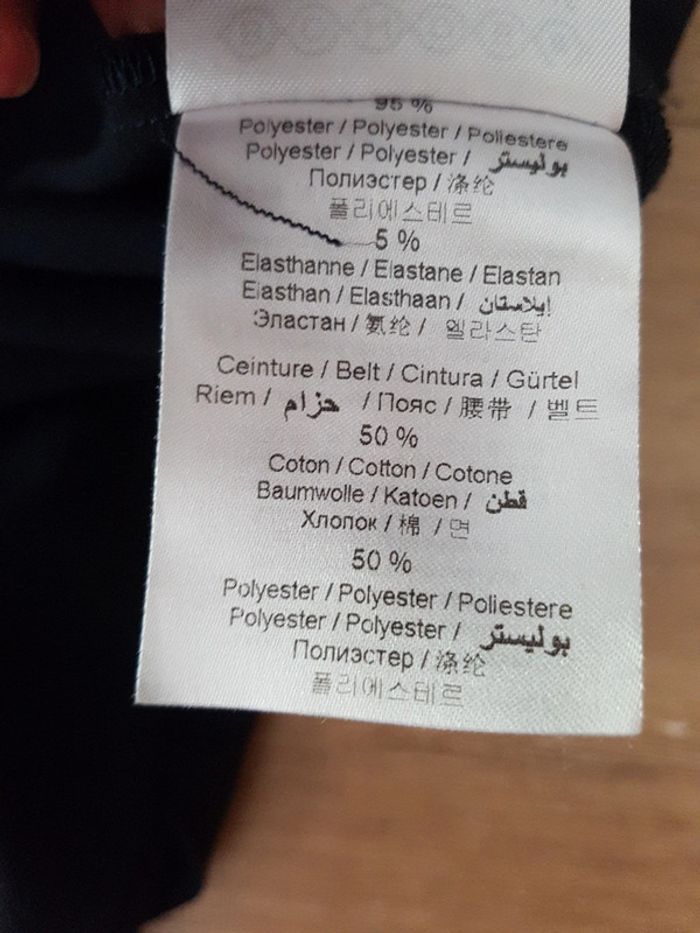 95 %
Polyester / Polyester / Poliestere
Polyester / Polyester / بوليستر
Полиэстер / 涤纶
폴리에스테르
5 %
Elasthanne / Elastane / Elastan
Elasthan / Elasthaan / إيلاستان
Эластан / 氨纶 / 엘라스탄
Ceinture / Belt / Cintura / Gürtel
Riem / حزام / Пояс / 腰带 / 벨트
50 %
Coton / Cotton / Cotone
Baumwolle / Katoen / قطن
Хлопок / 棉 / 면
50 %
Polyester / Polyester / Poliestere
Polyester / Polyester / بوليستر
Полиэстер / 涤纶
폴리에스테르